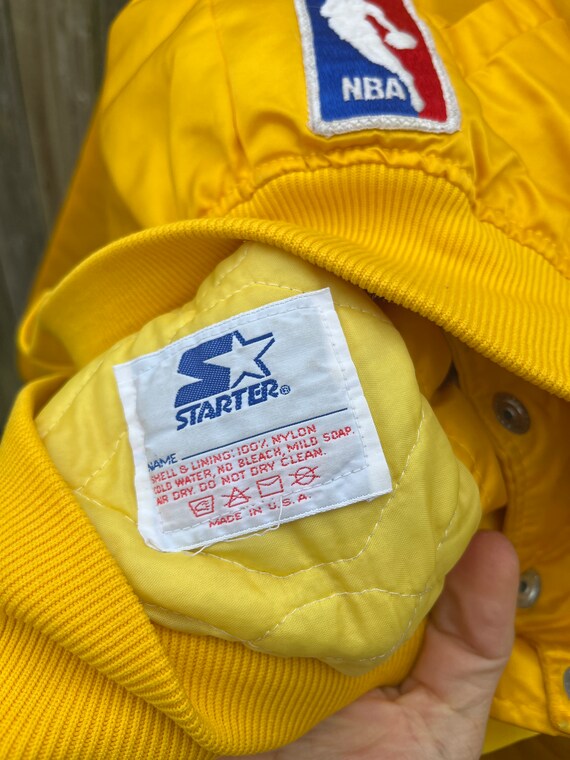 NBA
STARTER®
NAME
SHELL & LINING: 100% NYLON
COLD WATER, NO BLEACH, MILD SOAP.
AIR DRY. DO NOT DRY CLEAN.
MADE IN U.S.A.